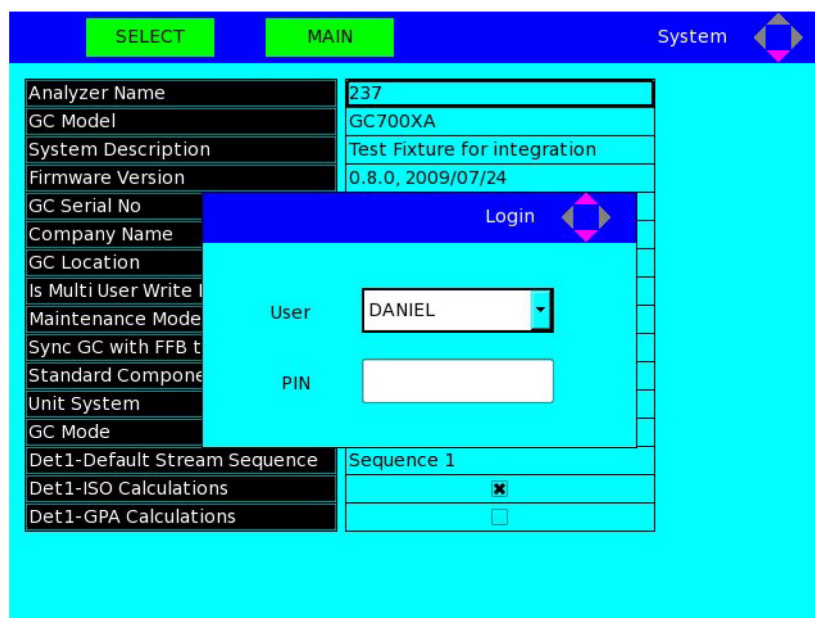 SELECT MAIN System
Analyzer Name 237
GC Model GC700XA
System Description Test Fixture for integration
Firmware Version 0.8.0, 2009/07/24
GC Serial No
Company Name
GC Location
Is Multi User Write
Maintenance Mode
Sync GC with FFB t
Standard Compone
Unit System
GC Mode
Login
User DANIEL
PIN
Det1-Default Stream Sequence Sequence 1
Det1-ISO Calculations
Det1-GPA Calculations